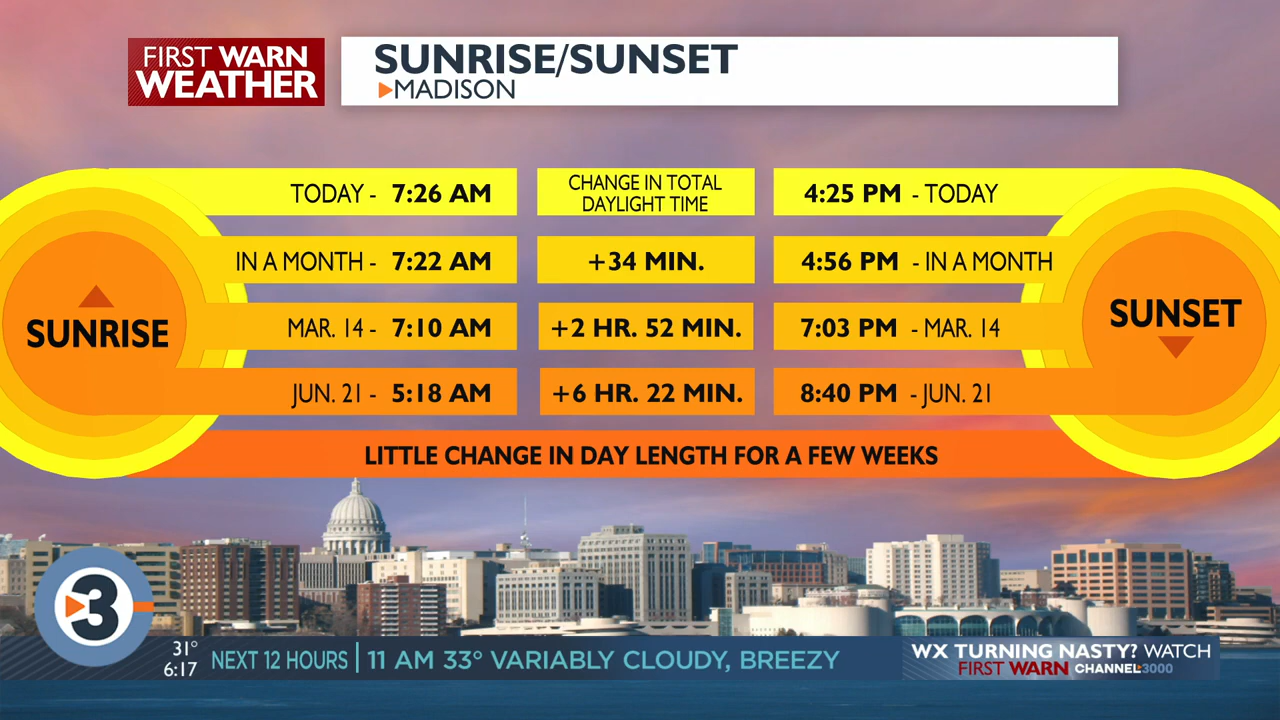 FIRST WARN
WEATHER
SUNRISE/SUNSET
MADISON
TODAY - 7:26 AM
CHANGE IN TOTAL
DAYLIGHT TIME
4:25 PM - TODAY
IN A MONTH - 7:22 AM
+34 MIN.
4:56 PM - IN A MONTH
SUNRISE
MAR. 14 - 7:10 AM
+2 HR. 52 MIN.
7:03 PM - MAR. 14
SUNSET
JUN. 21 - 5:18 AM
+6 HR. 22 MIN.
8:40 PM - JUN. 21
LITTLE CHANGE IN DAY LENGTH FOR A FEW WEEKS
3
31°
6:17
NEXT 12 HOURS | 11 AM 33° VARIABLY CLOUDY, BREEZY
WX TURNING NASTY? WATCH
FIRST WARN CHANNEL3000